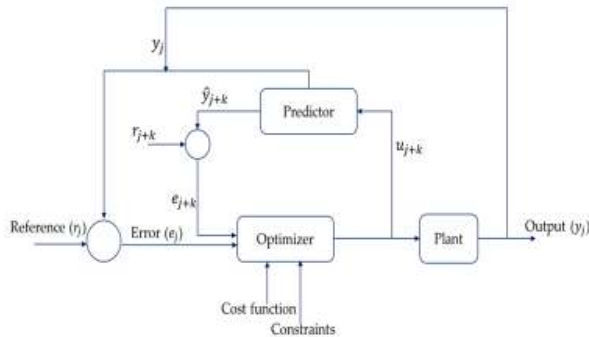 y_j
ŷ_{j+k}
Predictor
r_{j+k}
u_{j+k}
e_{j+k}
Reference (r_j)
Error (e_j)
Optimizer
Plant
Output (y_j)
Cost function
Constraints